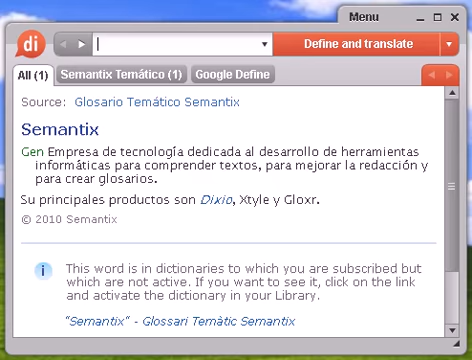 Menu
di
Define and translate
All (1)
Semantix Temático (1)
Google Define
Source: Glosario Temático Semantix
Semantix
Gen Empresa de tecnología dedicada al desarrollo de herramientas
informáticas para comprender textos, para mejorar la redacción y
para crear glosarios.
Su principales productos son Dixio, Xtyle y Gloxr.
© 2010 Semantix
i
This word is in dictionaries to which you are subscribed but
which are not active. If you want to see it, click on the link
and activate the dictionary in your Library.
"Semantix" - Glossari Temàtic Semantix